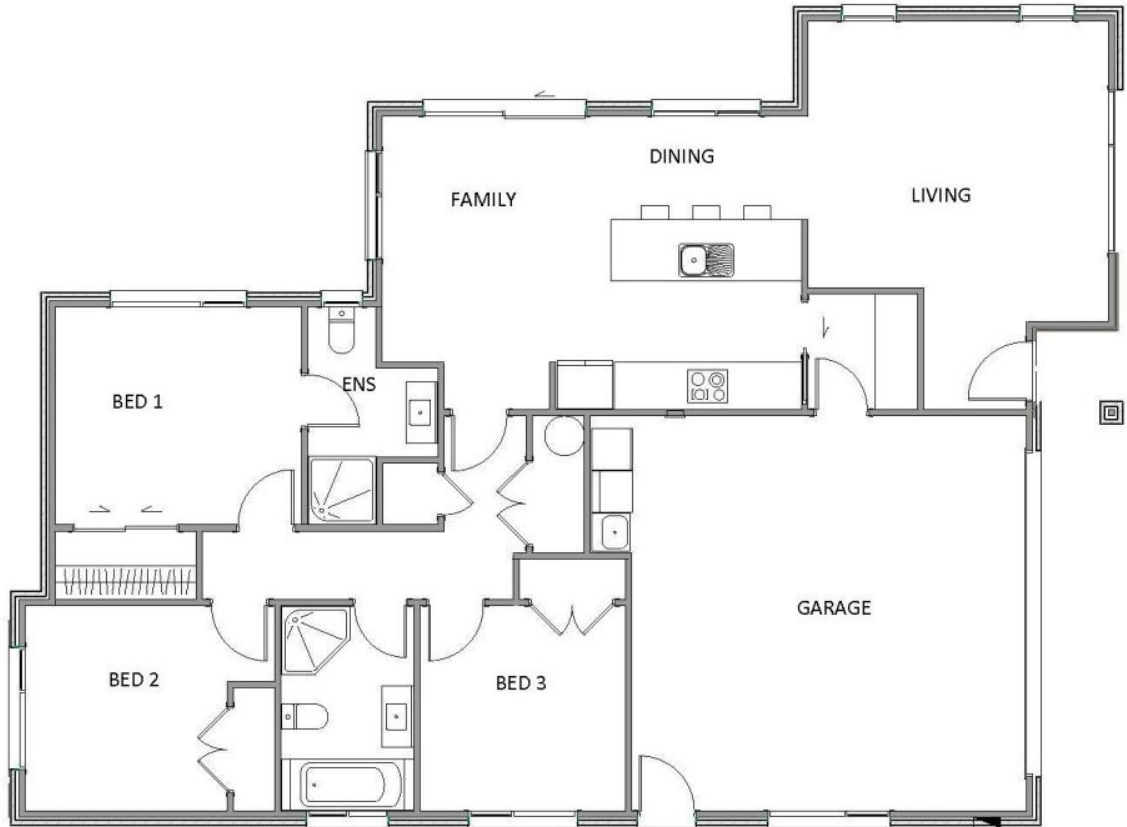 DINING
FAMILY
LIVING
ENS
BED 1
GARAGE
BED 2
BED 3